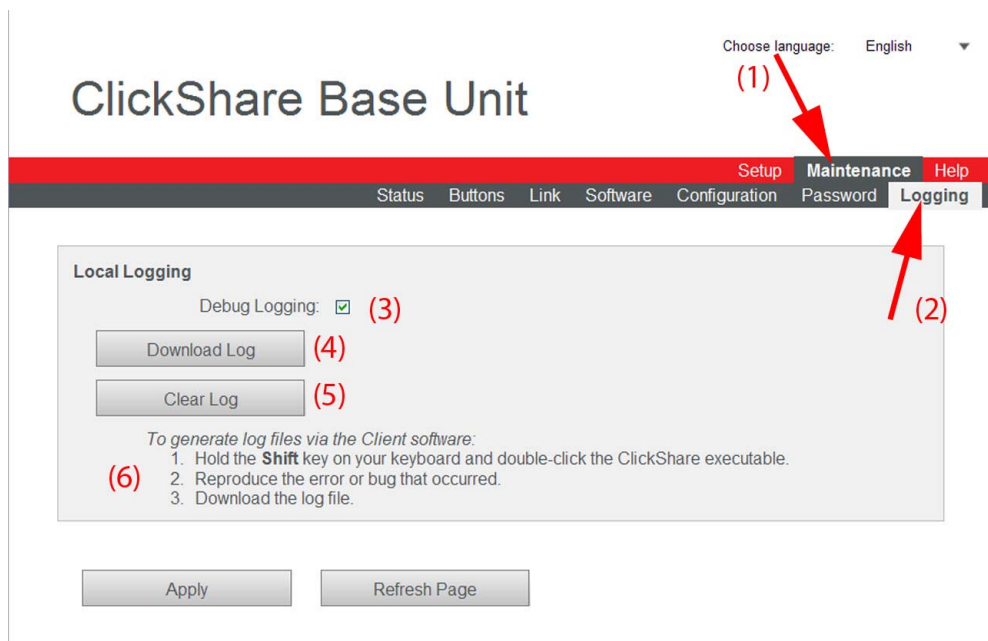 Choose language: English
(1)
ClickShare Base Unit
Setup Maintenance Help
Status Buttons Link Software Configuration Password Logging
(2)
Local Logging
Debug Logging: (3)
Download Log (4)
Clear Log (5)
To generate log files via the Client software:
1. Hold the Shift key on your keyboard and double-click the ClickShare executable.
(6) 2. Reproduce the error or bug that occurred.
3. Download the log file.
Apply Refresh Page